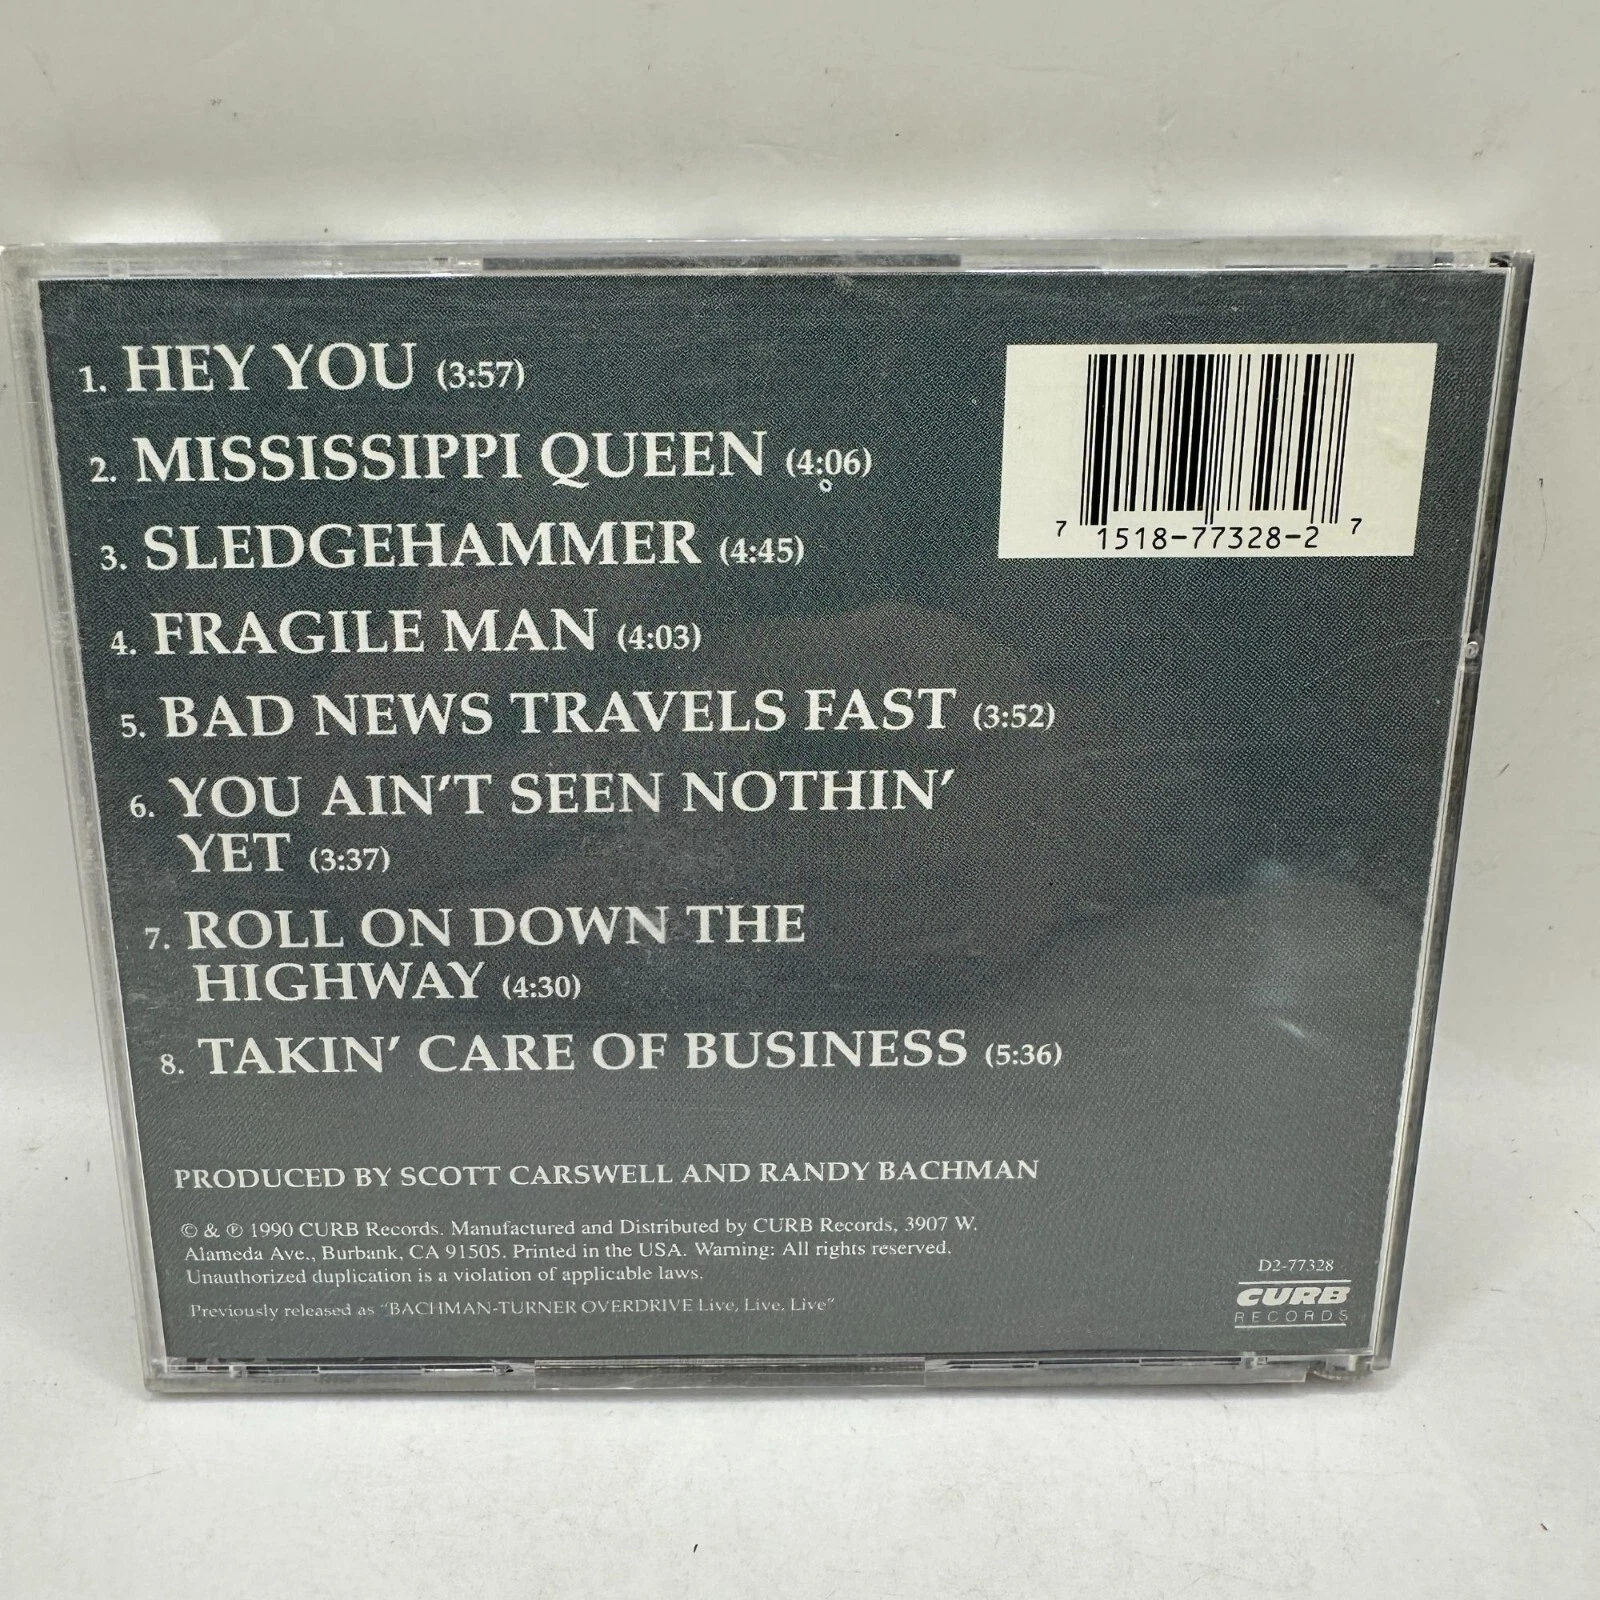 1. HEY YOU (3:57)
2. MISSISSIPPI QUEEN (4:06)
3. SLEDGEHAMMER (4:45)
4. FRAGILE MAN (4:03)
5. BAD NEWS TRAVELS FAST (3:52)
6. YOU AIN'T SEEN NOTHIN'
YET (3:37)
7. ROLL ON DOWN THE
HIGHWAY (4:30)
8. TAKIN' CARE OF BUSINESS (5:36)
7 1518-77328-2 7
PRODUCED BY SCOTT CARSWELL AND RANDY BACHMAN
© & ℗ 1990 CURB Records. Manufactured and Distributed by CURB Records, 3907 W.
Alameda Ave., Burbank, CA 91505. Printed in the USA. Warning: All rights reserved.
Unauthorized duplication is a violation of applicable laws.
Previously released as "BACHMAN-TURNER OVERDRIVE Live, Live, Live"
D2-77328
CURB
RECORDS